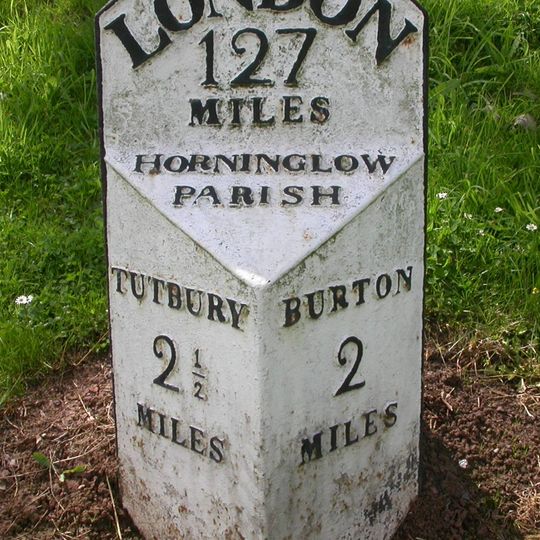 LONDON
127
MILES
HORNINGLOW
PARISH
TUTBURY
2 1/2
MILES
BURTON
2
MILES